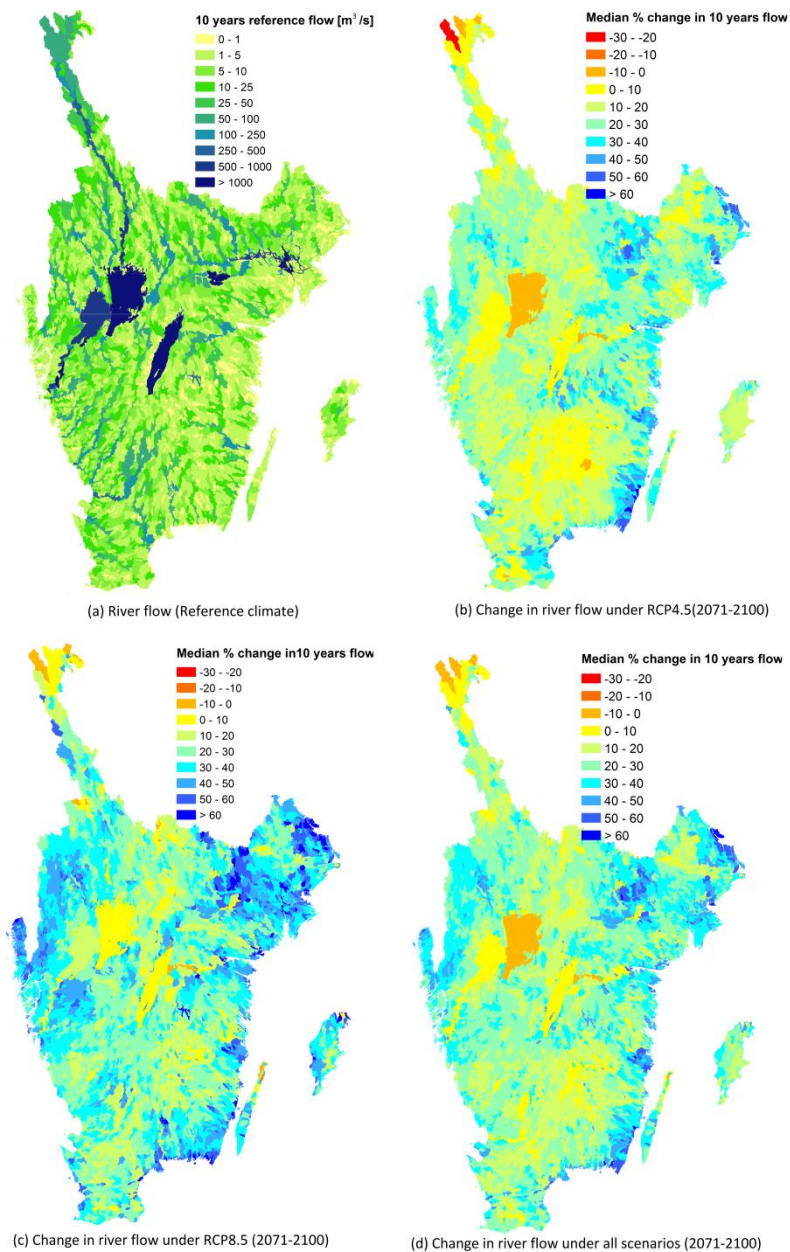 10 years reference flow [m³/s]
0 - 1
1 - 5
5 - 10
10 - 25
25 - 50
50 - 100
100 - 250
250 - 500
500 - 1000
> 1000
(a) River flow (Reference climate)
Median % change in 10 years flow
-30 - -20
-20 - -10
-10 - 0
0 - 10
10 - 20
20 - 30
30 - 40
40 - 50
50 - 60
> 60
(b) Change in river flow under RCP4.5(2071-2100)
Median % change in10 years flow
-30 - -20
-20 - -10
-10 - 0
0 - 10
10 - 20
20 - 30
30 - 40
40 - 50
50 - 60
> 60
(c) Change in river flow under RCP8.5 (2071-2100)
Median % change in 10 years flow
-30 - -20
-20 - -10
-10 - 0
0 - 10
10 - 20
20 - 30
30 - 40
40 - 50
50 - 60
> 60
(d) Change in river flow under all scenarios (2071-2100)